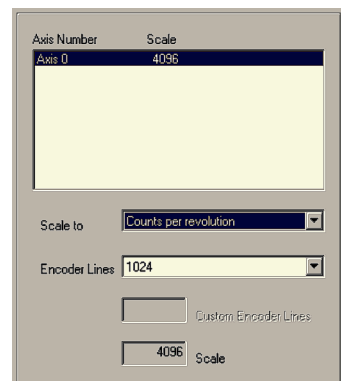 Axis Number Scale
Axis 0 4096
Scale to Counts per revolution
Encoder Lines 1024
Custom Encoder Lines
4096 Scale